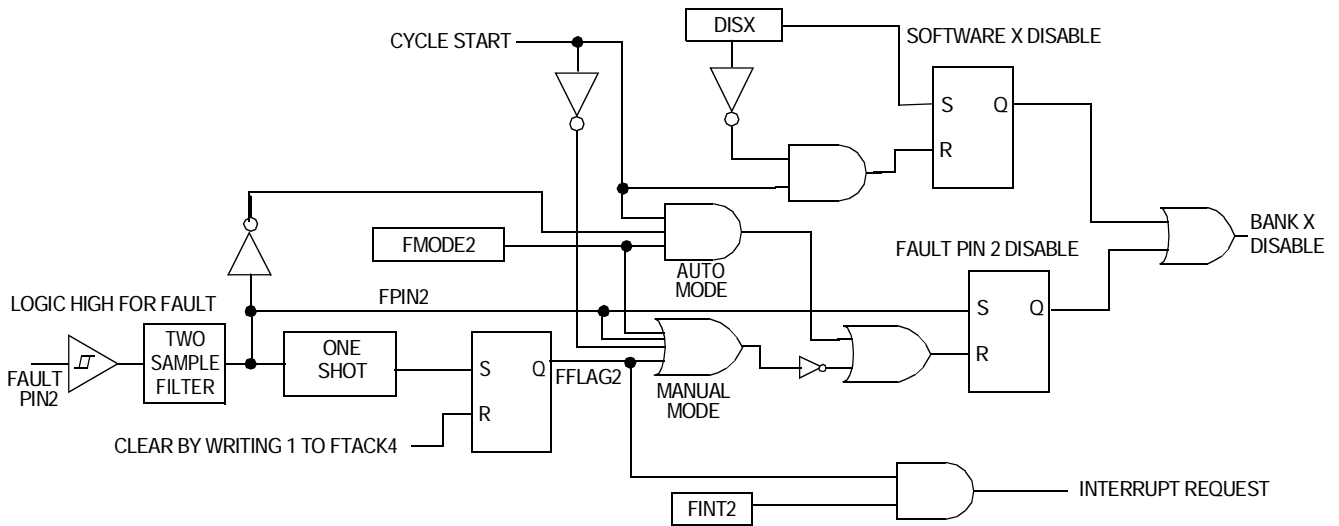 DISX
CYCLE START
SOFTWARE X DISABLE
S
Q
R
FMODE2
AUTO
MODE
BANK X
DISABLE
FAULT PIN 2 DISABLE
LOGIC HIGH FOR FAULT
FPIN2
S
Q
R
TWO
SAMPLE
FILTER
ONE
SHOT
FAULT
PIN2
S
Q
R
FFLAG2
MANUAL
MODE
CLEAR BY WRITING 1 TO FTACK4
FINT2
INTERRUPT REQUEST